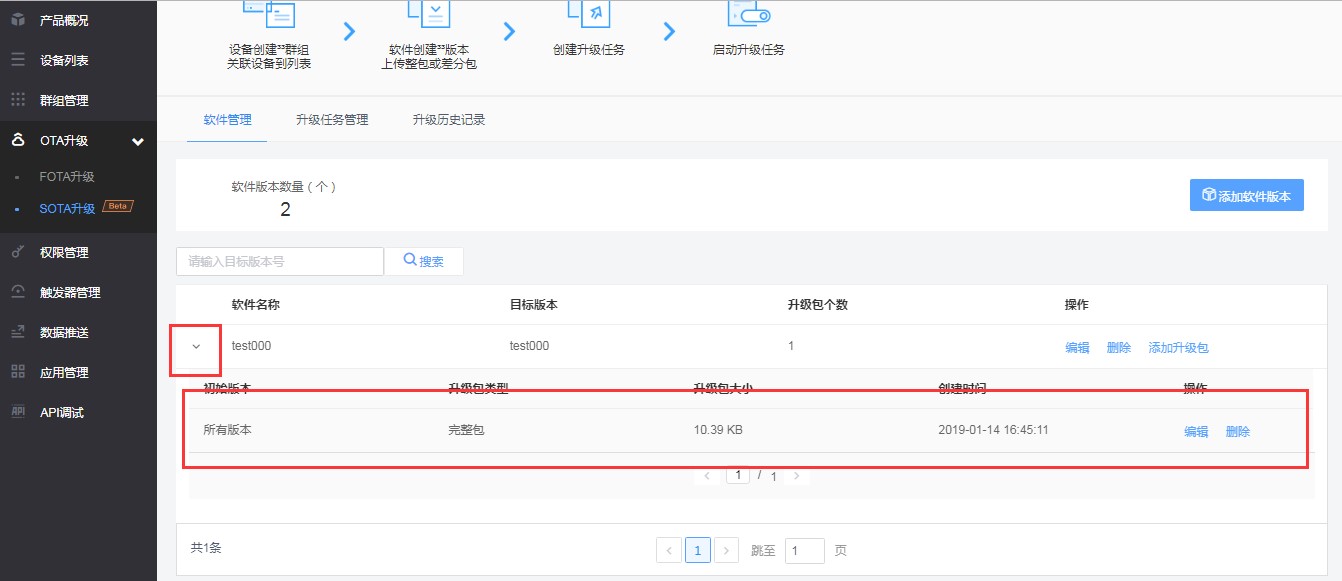 产品概况
设备列表
群组管理
OTA升级
FOTA升级
SOTA升级 Beta
权限管理
触发器管理
数据推送
应用管理
API API调试
设备创建**群组
关联设备到列表
软件创建**版本
上传整包或差分包
创建升级任务
启动升级任务
软件管理 升级任务管理 升级历史记录
软件版本数量（个）
2
添加软件版本
请输入目标版本号 搜索
软件名称 目标版本 升级包个数 操作
test000 test000 1 编辑 删除 添加升级包
初始版本 升级包类型 升级包大小 创建时间 操作
所有版本 完整包 10.39 KB 2019-01-14 16:45:11 编辑 删除
< 1 / 1 >
共1条 < 1 > 跳至 1 页